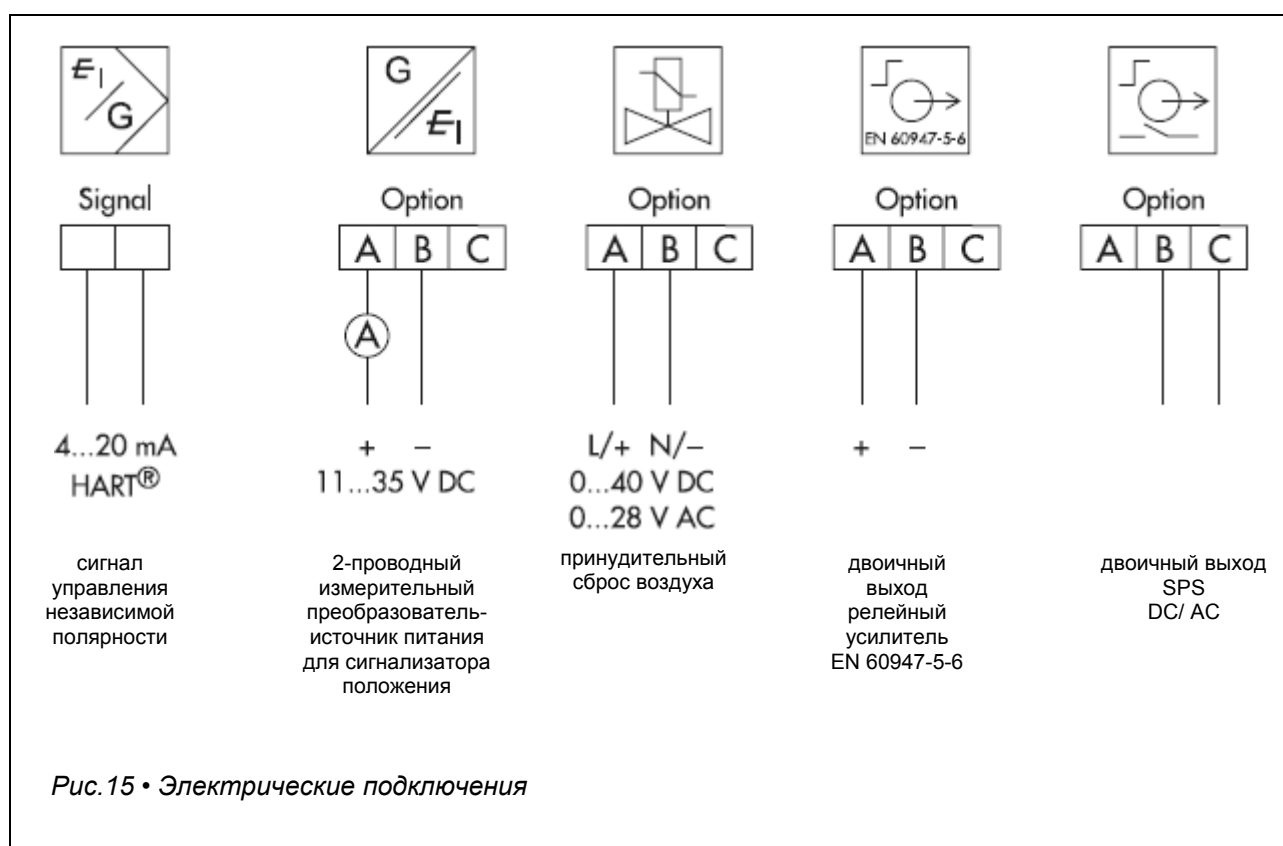 E I / G
G E I
EN 60947-5-6
Signal
Option
Option
Option
Option
A B C
A B C
A B C
A B C
A
4...20 mA
HART®
+ –
11...35 V DC
L/+ N/–
0...40 V DC
0...28 V AC
+ –
сигнал
управления
независимой
полярности
2-проводный
измерительный
преобразователь-
источник питания
для сигнализатора
положения
принудительный
сброс воздуха
двоичный
выход
релейный
усилитель
EN 60947-5-6
двоичный выход
SPS
DC/ AC
Рис.15 • Электрические подключения